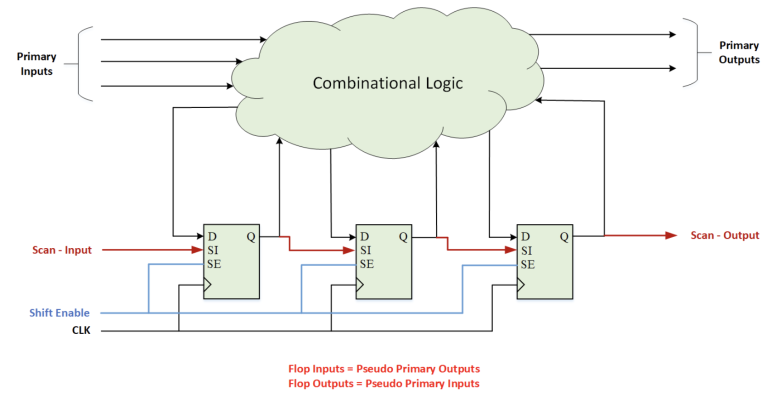 Primary
Inputs
Combinational Logic
Primary
Outputs
D Q
SI
SE
D Q
SI
SE
D Q
SI
SE
Scan - Input
Scan - Output
Shift Enable
CLK
Flop Inputs = Pseudo Primary Outputs
Flop Outputs = Pseudo Primary Inputs